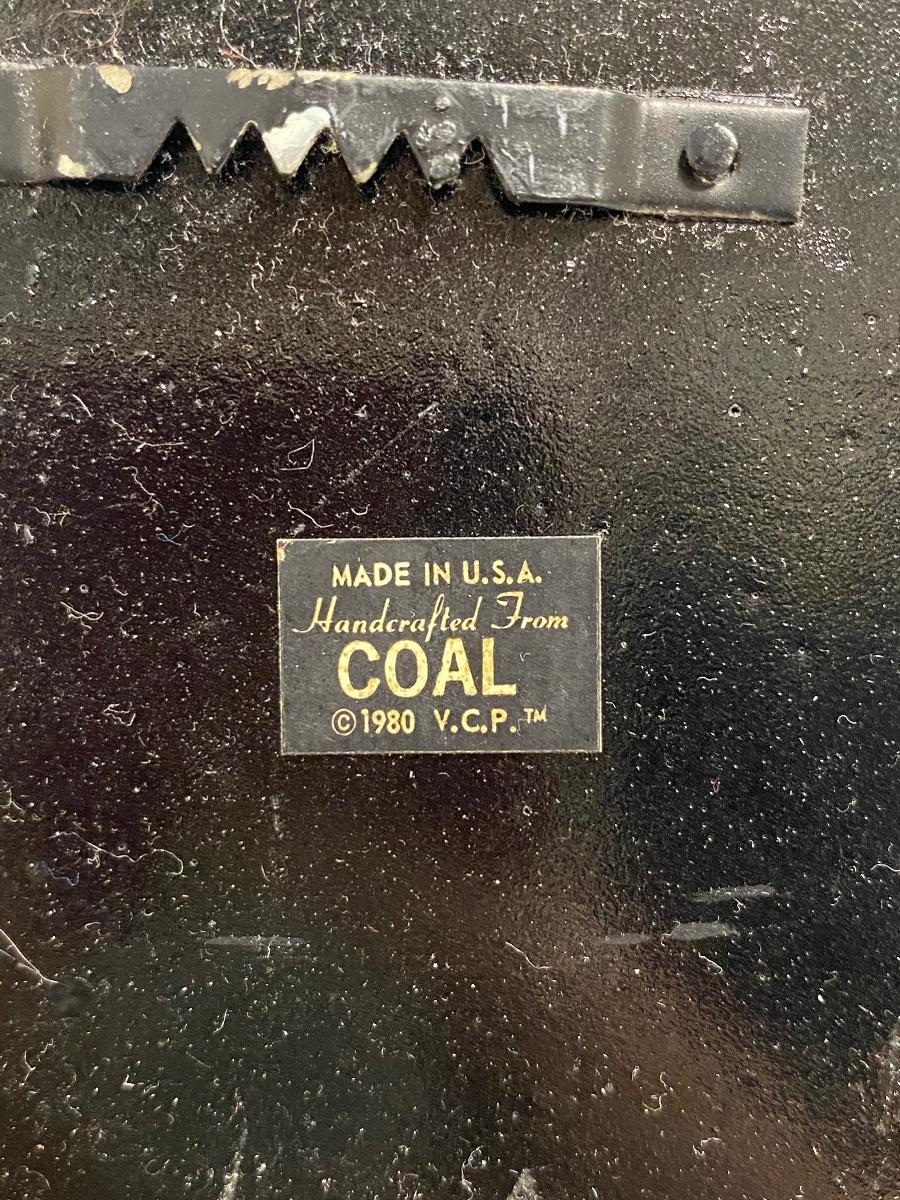 MADE IN U.S.A.
Handcrafted From
COAL
©1980 V.C.P.™